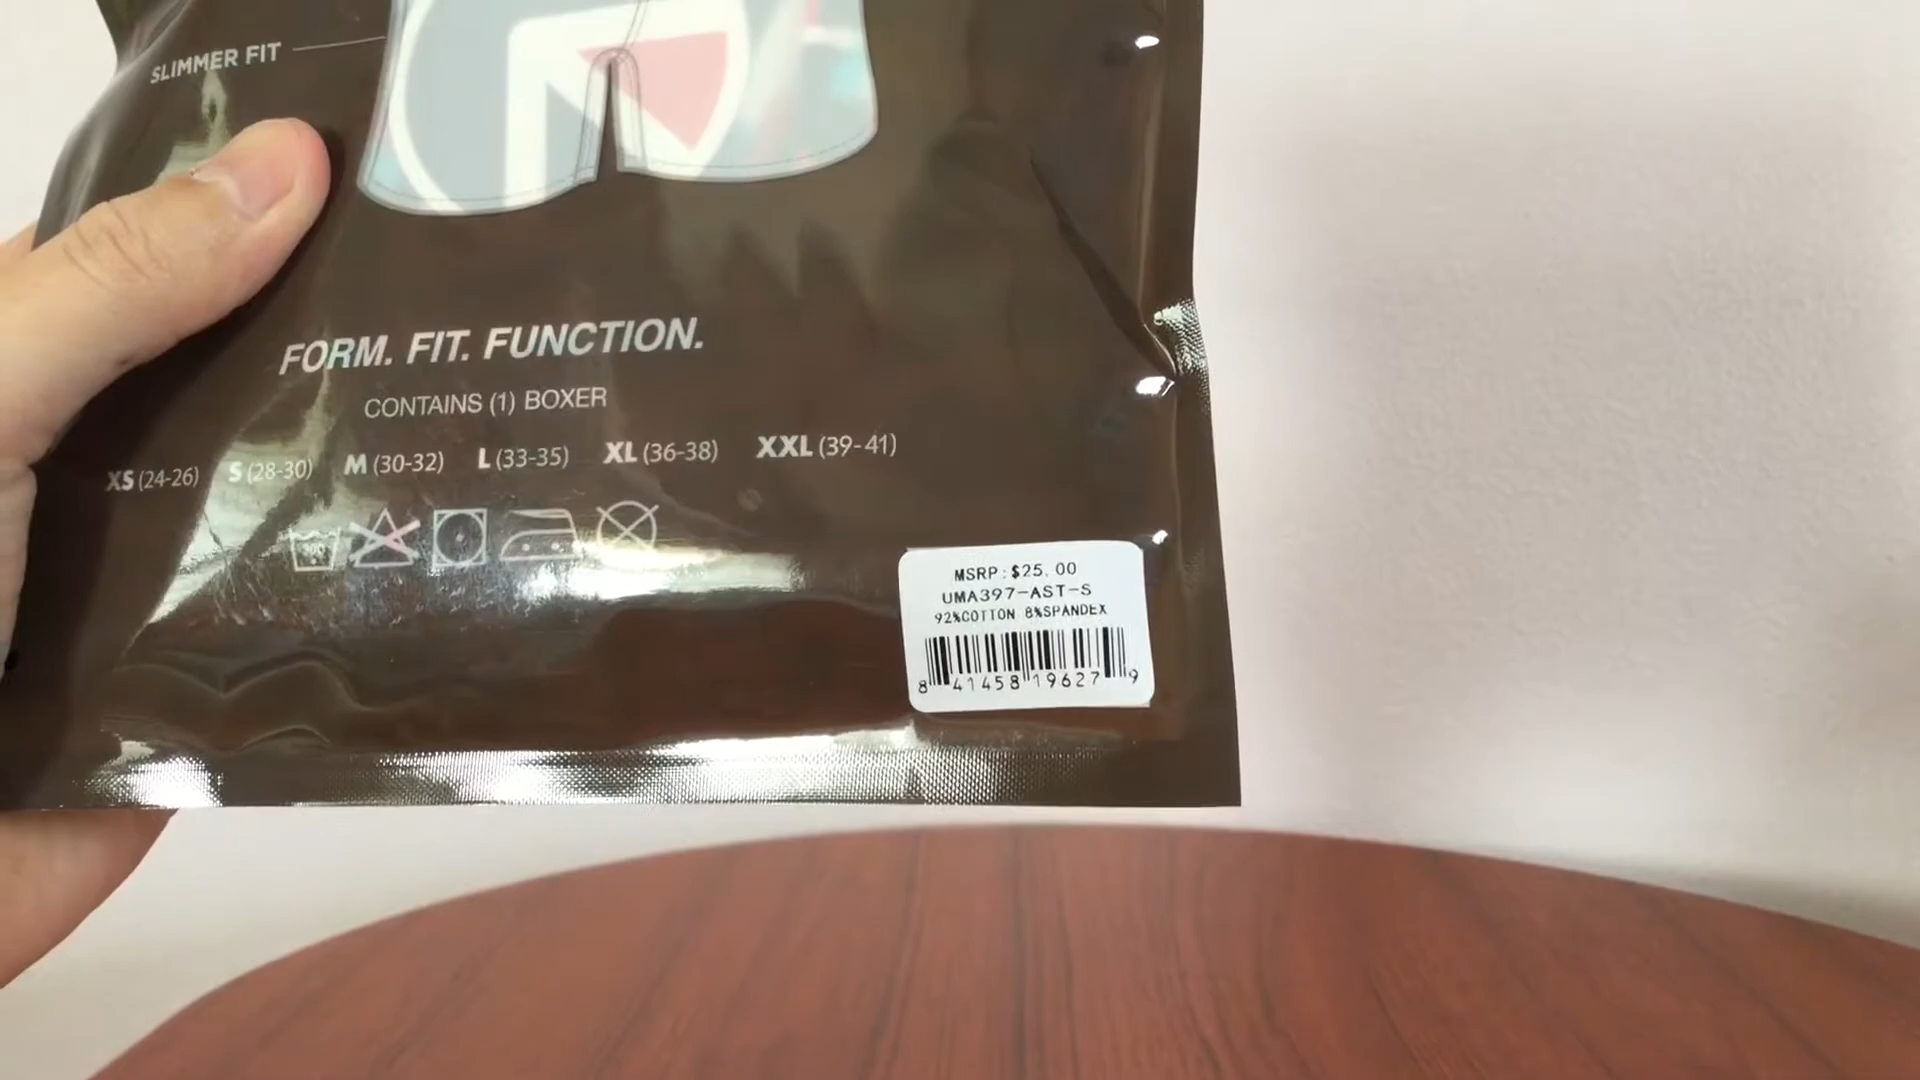 SLIMMER FIT
FORM. FIT. FUNCTION.
CONTAINS (1) BOXER
XS (24-26) S (28-30) M (30-32) L (33-35) XL (36-38) XXL (39-41)
MSRP:$25.00
UMA397-AST-S
92%COTTON 8%SPANDEX
8 41458 19627 9